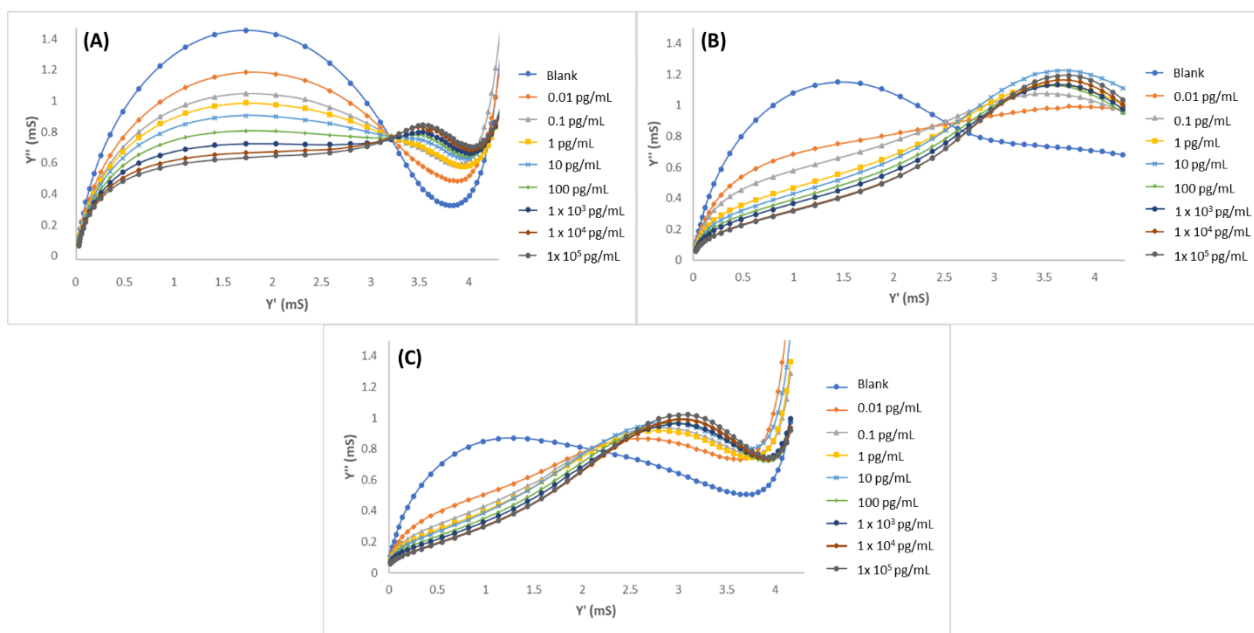 (A)
Y'' (mS)
1.4
1.2
1
0.8
0.6
0.4
0.2
0
0 0.5 1 1.5 2 2.5 3 3.5 4
Y' (mS)
Blank
0.01 pg/mL
0.1 pg/mL
1 pg/mL
10 pg/mL
100 pg/mL
1 x 10³ pg/mL
1 x 10⁴ pg/mL
1x 10⁵ pg/mL
(B)
Y'' (mS)
1.4
1.2
1
0.8
0.6
0.4
0.2
0
0 0.5 1 1.5 2 2.5 3 3.5 4
Y' (mS)
Blank
0.01 pg/mL
0.1 pg/mL
1 pg/mL
10 pg/mL
100 pg/mL
1 x 10³ pg/mL
1 x 10⁴ pg/mL
1x 10⁵ pg/mL
(C)
Y'' (mS)
1.4
1.2
1
0.8
0.6
0.4
0.2
0
0 0.5 1 1.5 2 2.5 3 3.5 4
Y' (mS)
Blank
0.01 pg/mL
0.1 pg/mL
1 pg/mL
10 pg/mL
100 pg/mL
1 x 10³ pg/mL
1 x 10⁴ pg/mL
1x 10⁵ pg/mL